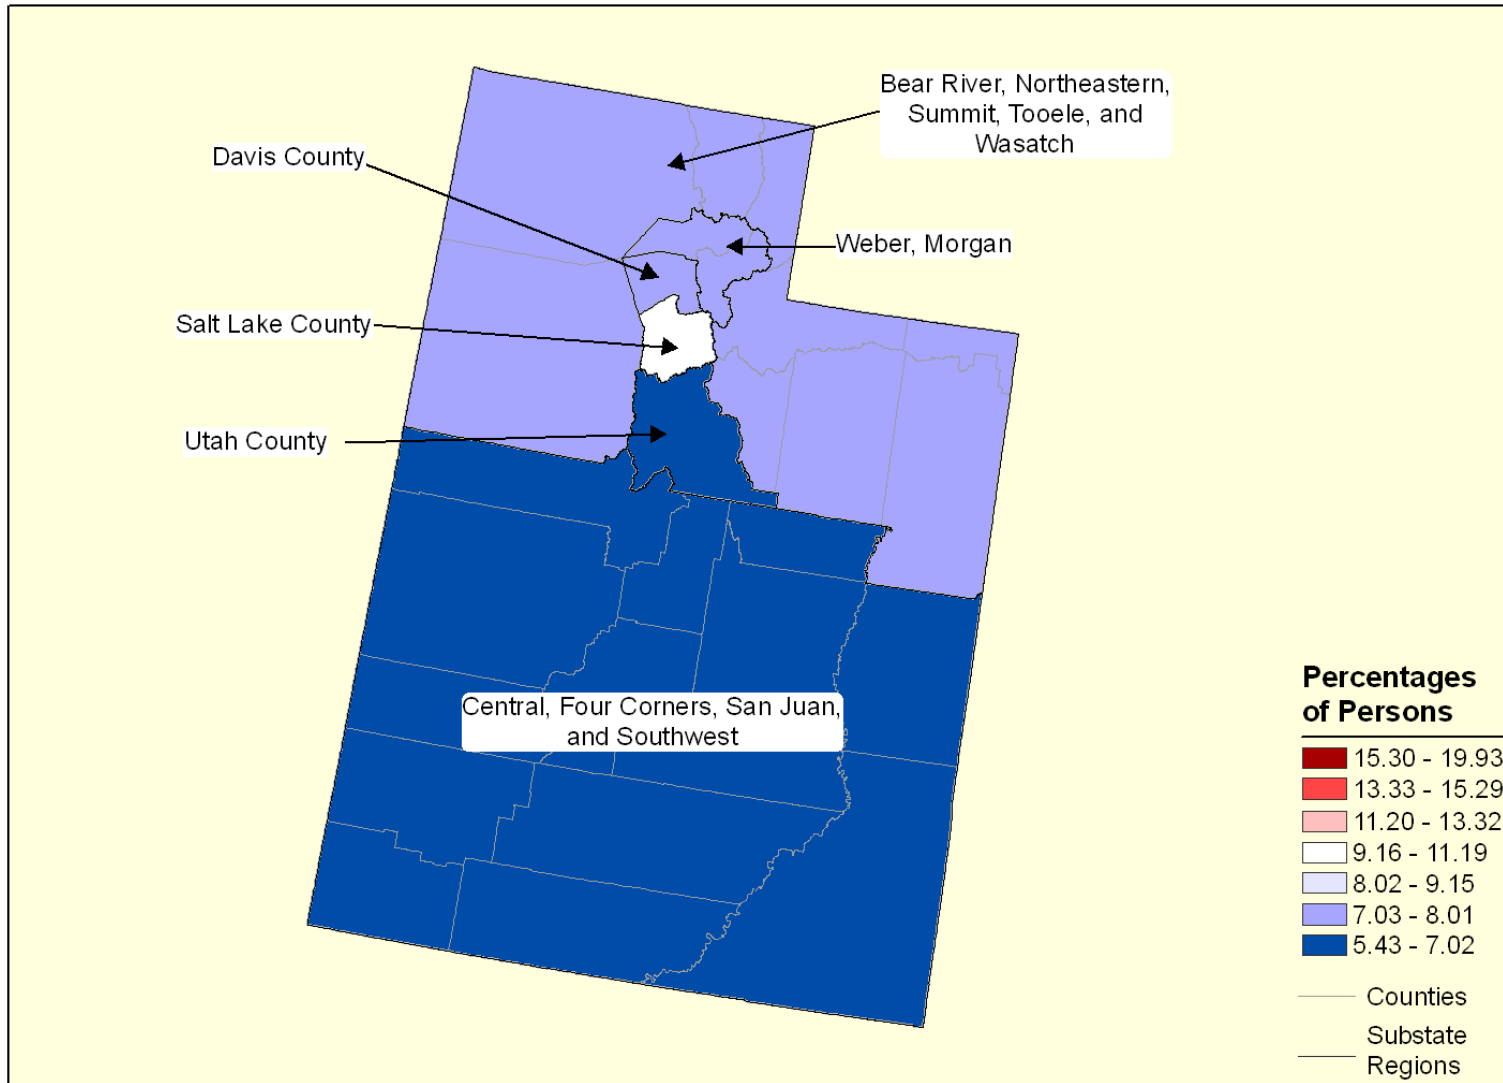 Bear River, Northeastern,
Summit, Tooele, and
Wasatch
Davis County
Weber, Morgan
Salt Lake County
Utah County
Central, Four Corners, San Juan,
and Southwest
Percentages
of Persons
15.30 - 19.93
13.33 - 15.29
11.20 - 13.32
9.16 - 11.19
8.02 - 9.15
7.03 - 8.01
5.43 - 7.02
Counties
Substate
Regions